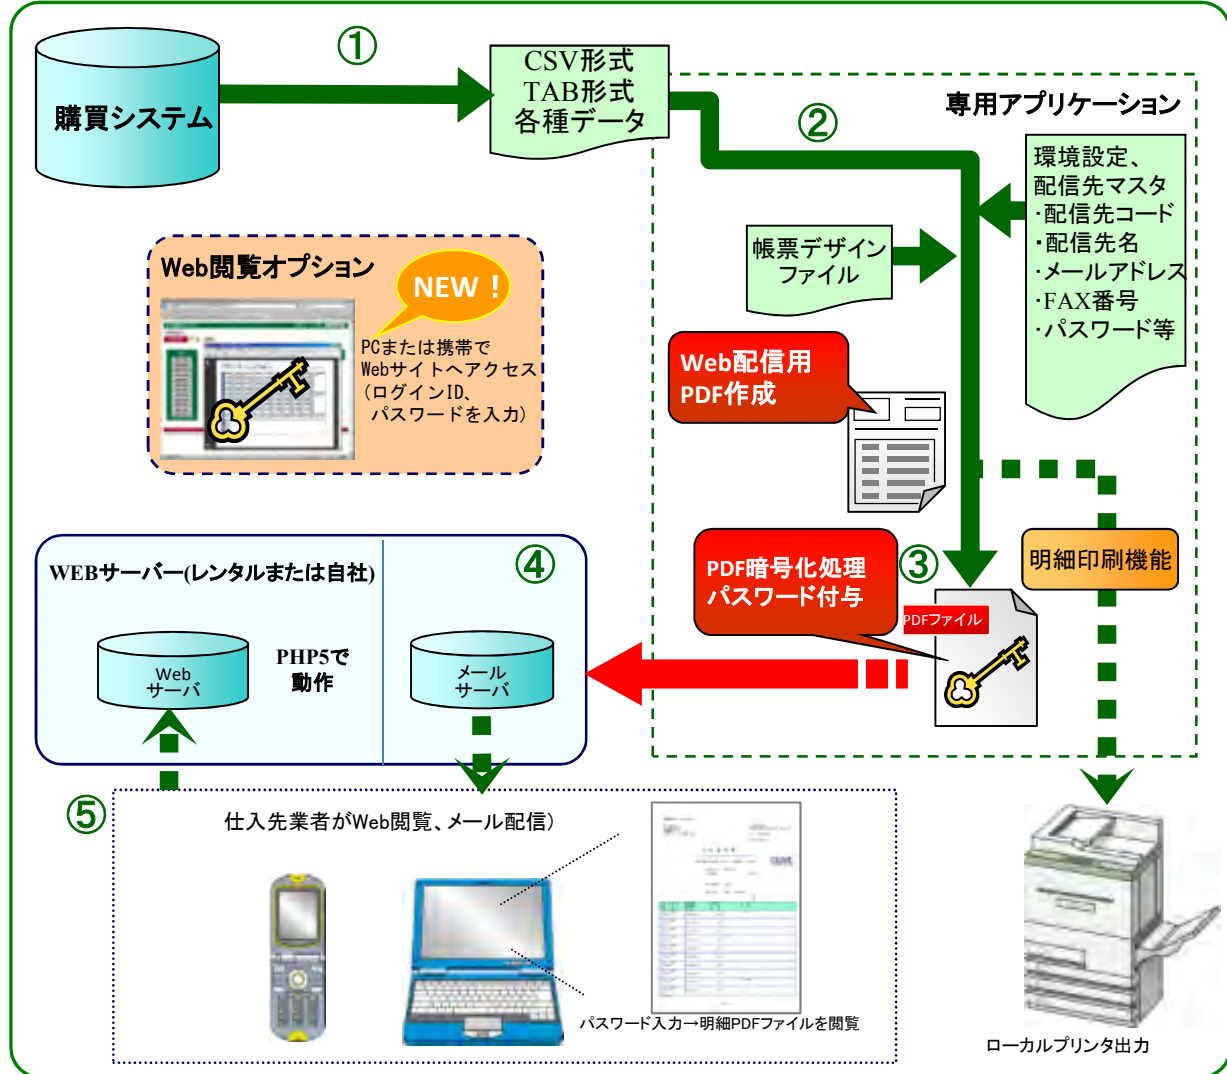 ①
購買システム
CSV形式
TAB形式
各種データ
②
専用アプリケーション
環境設定、
配信先マスタ
・配信先コード
・配信先名
・メールアドレス
・FAX番号
・パスワード等
帳票デザイン
ファイル
Web閲覧オプション
NEW！
PCまたは携帯で
Webサイトへアクセス
(ログインID、
パスワードを入力)
Web配信用
PDF作成
PDF暗号化処理
パスワード付与
③
PDFファイル
明細印刷機能
④
WEBサーバー(レンタルまたは自社)
Web
サーバ
PHP5で
動作
メール
サーバ
⑤
仕入先業者がWeb閲覧、メール配信)
パスワード入力→明細PDFファイルを閲覧
ローカルプリンタ出力